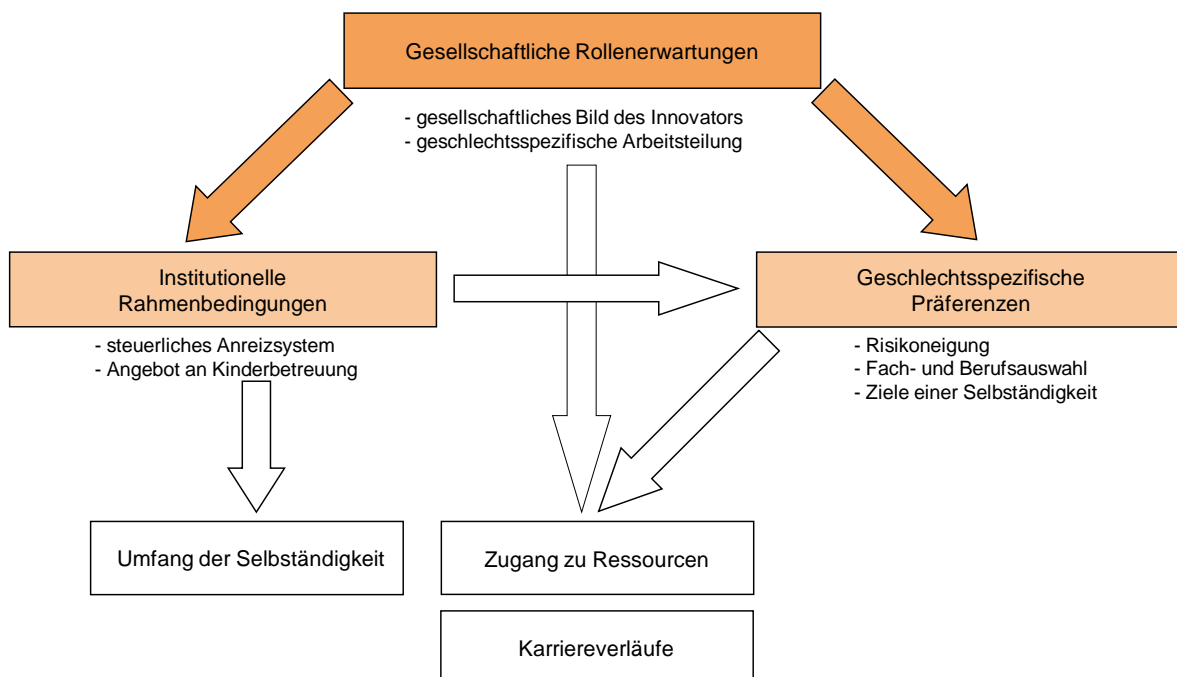 Gesellschaftliche Rollenerwartungen
- gesellschaftliches Bild des Innovators
- geschlechtsspezifische Arbeitsteilung
Institutionelle
Rahmenbedingungen
- steuerliches Anreizsystem
- Angebot an Kinderbetreuung
Geschlechtsspezifische
Präferenzen
- Risikoneigung
- Fach- und Berufsauswahl
- Ziele einer Selbständigkeit
Umfang der Selbständigkeit
Zugang zu Ressourcen
Karriereverläufe